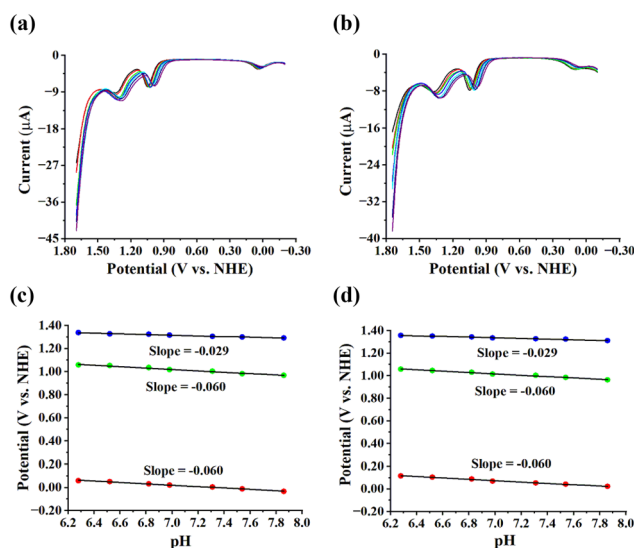 (a)
0
-9
-18
-27
-36
-45
Current (μA)
1.80 1.50 1.20 0.90 0.60 0.30 0.00 -0.30
Potential (V vs. NHE)
(b)
0
-8
-16
-24
-32
-40
Current (μA)
1.80 1.50 1.20 0.90 0.60 0.30 0.00 -0.30
Potential (V vs. NHE)
(c)
1.40
1.20
1.00
0.80
0.60
0.40
0.20
0.00
-0.20
Potential (V vs. NHE)
Slope = -0.029
Slope = -0.060
Slope = -0.060
6.2 6.4 6.6 6.8 7.0 7.2 7.4 7.6 7.8 8.0
pH
(d)
1.40
1.20
1.00
0.80
0.60
0.40
0.20
0.00
-0.20
Potential (V vs. NHE)
Slope = -0.029
Slope = -0.060
Slope = -0.060
6.2 6.4 6.6 6.8 7.0 7.2 7.4 7.6 7.8 8.0
pH